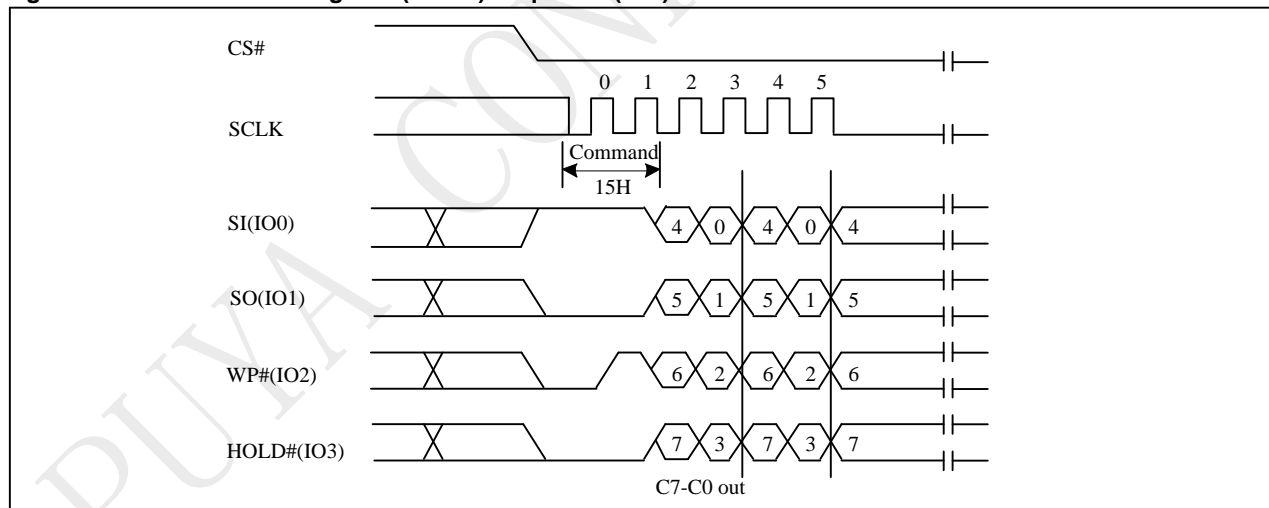 CS#
0 1 2 3 4 5
SCLK
Command
15H
SI(IO0) 4 0 4 0 4
SO(IO1) 5 1 5 1 5
WP#(IO2) 6 2 6 2 6
HOLD#(IO3) 7 3 7 3 7
C7-C0 out
PUYA